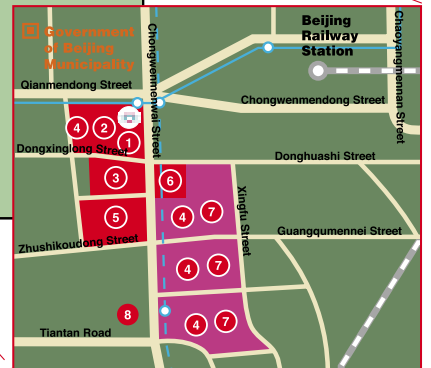 Government
of Beijing
Municipality
Beijing
Railway
Station
Chongwenmenwai Street
Chaoyangmennan Street
Qianmendong Street
Chongwenmendong Street
4 2
1
Dongxinglong Street
Donghuashi Street
3
6
5
4 7
Xingfu Street
Zhushikoudong Street
Guangqumennei Street
4 7
8
4 7
Tiantan Road